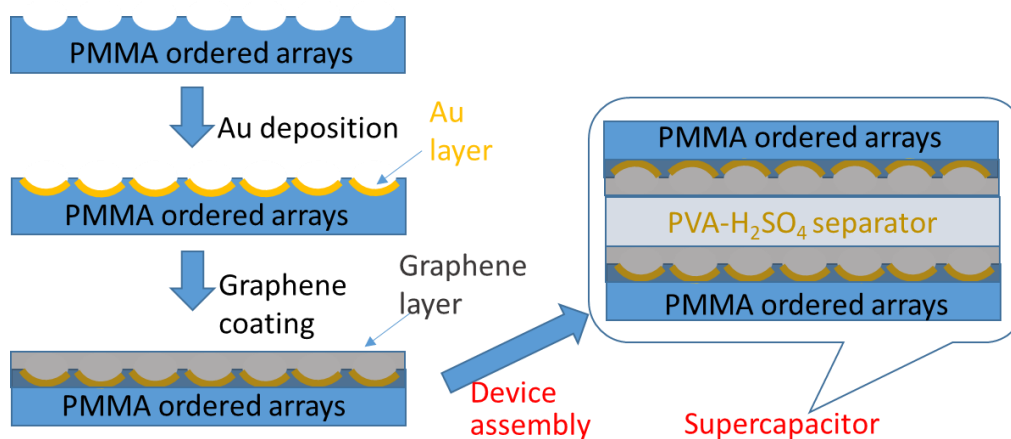 PMMA ordered arrays
Au deposition
Au
layer
PMMA ordered arrays
Graphene
coating
Graphene
layer
PMMA ordered arrays
Device
assembly
PMMA ordered arrays
PVA-H₂SO₄ separator
PMMA ordered arrays
Supercapacitor